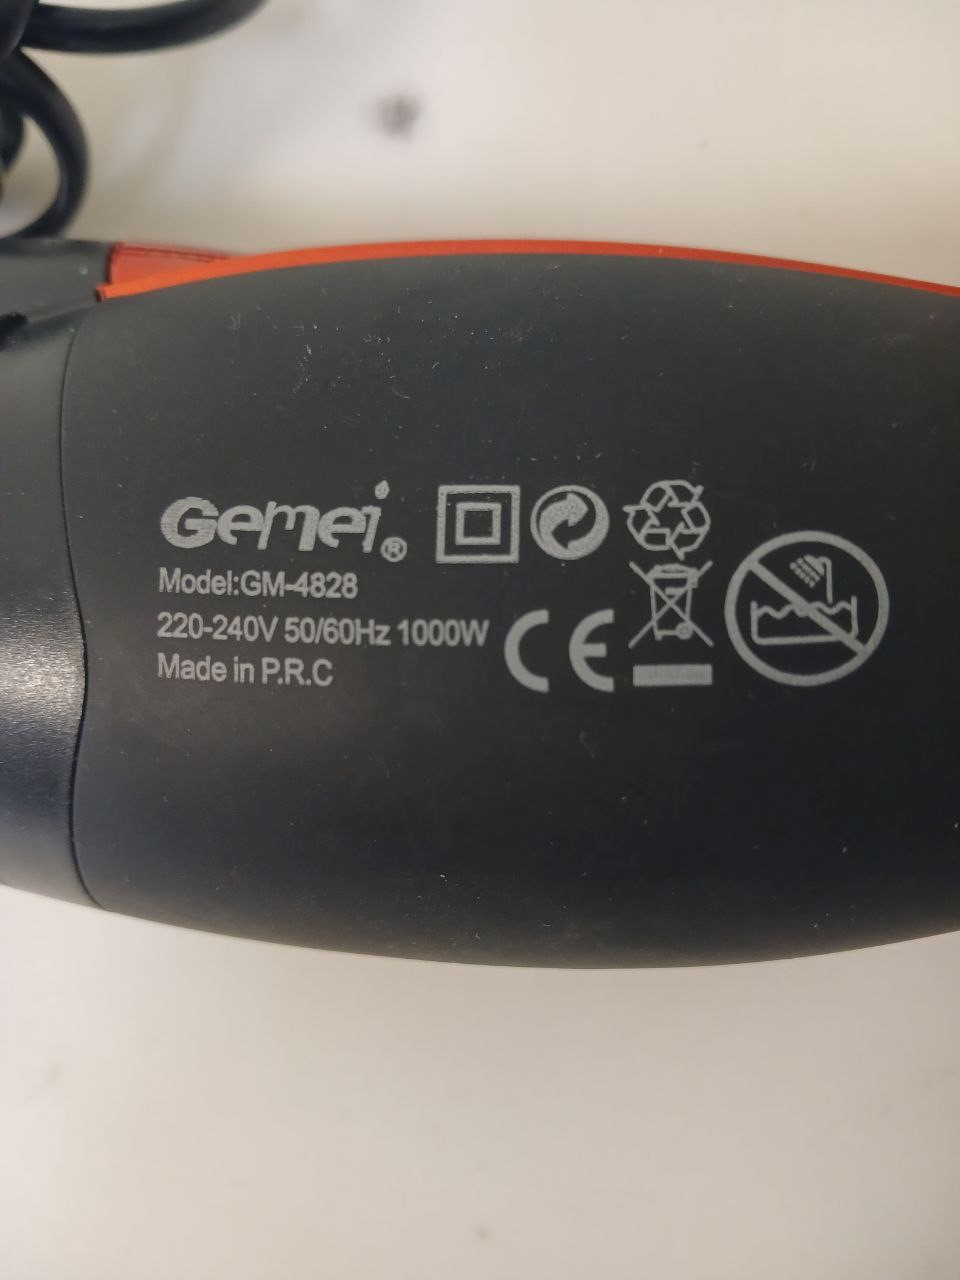 Gemei®
Model:GM-4828
220-240V 50/60Hz 1000W
Made in P.R.C
CE